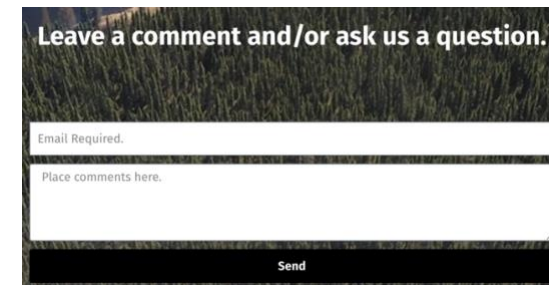 Leave a comment and/or ask us a question.
Email Required.
Place comments here.
Send